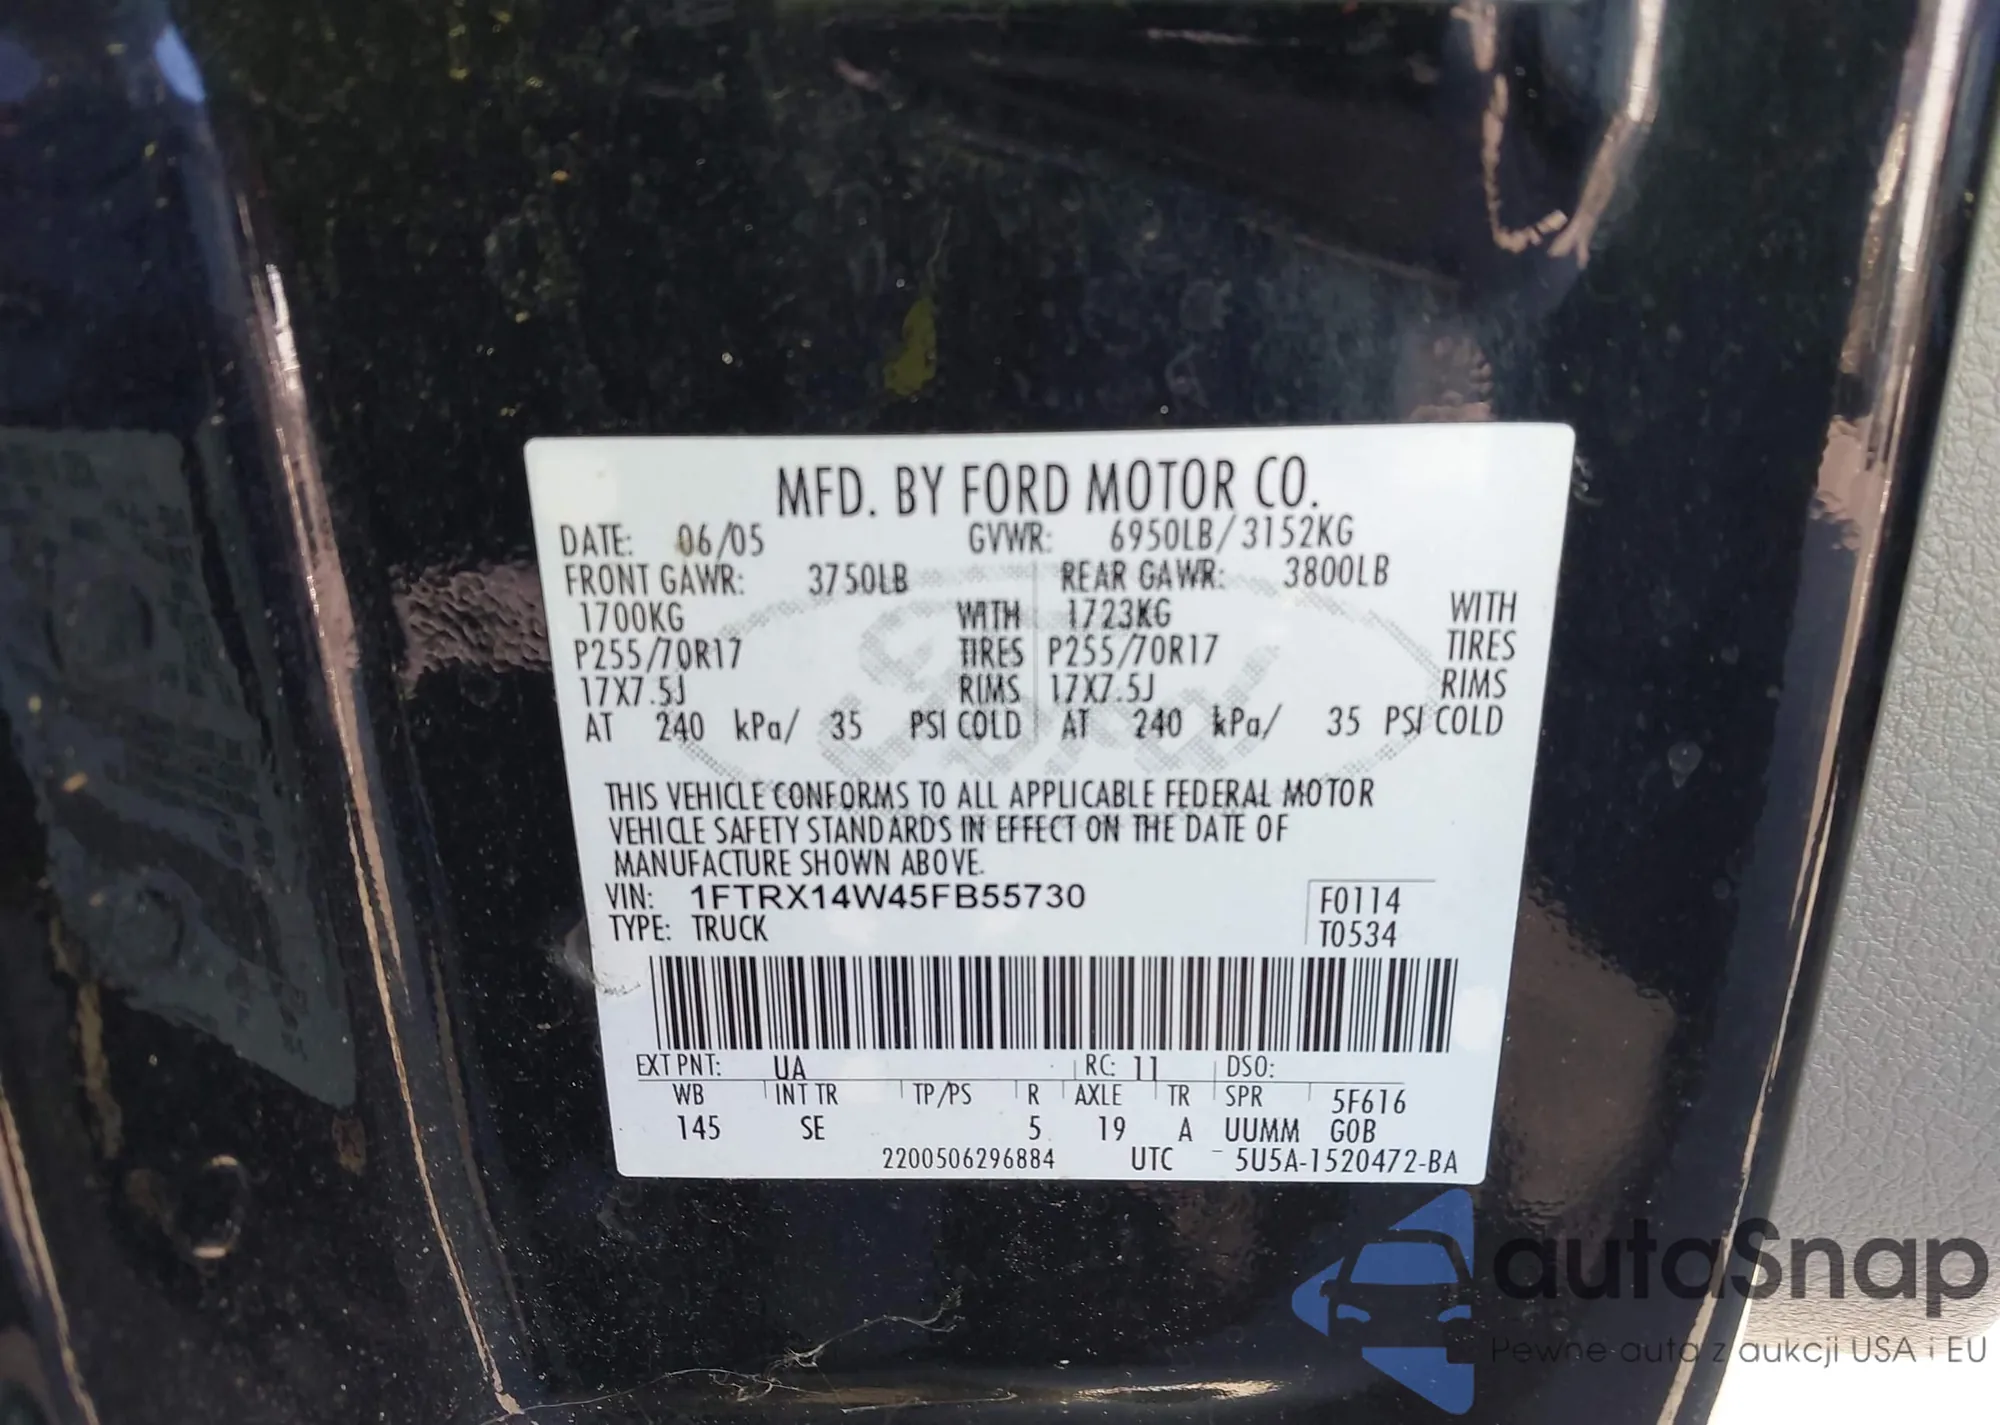 MFD. BY FORD MOTOR CO.
DATE: 06/05 GVWR: 6950LB/3152KG
FRONT GAWR: 3750LB REAR GAWR: 3800LB
1700KG WITH 1723KG WITH
P255/70R17 TIRES P255/70R17 TIRES
17X7.5J RIMS 17X7.5J RIMS
AT 240 kPa/ 35 PSI COLD AT 240 kPa/ 35 PSI COLD
THIS VEHICLE CONFORMS TO ALL APPLICABLE FEDERAL MOTOR
VEHICLE SAFETY STANDARDS IN EFFECT ON THE DATE OF
MANUFACTURE SHOWN ABOVE.
VIN: 1FTRX14W45FB55730 F0114
TYPE: TRUCK T0534
EXT PNT: UA RC: 11 DSO:
WB INT TR TP/PS R AXLE TR SPR 5F616
145 SE 5 19 A UUMM GOB
2200506296884 UTC - 5U5A-1520472-BA
autaSnap
Pewne auta z aukcji USA i EU